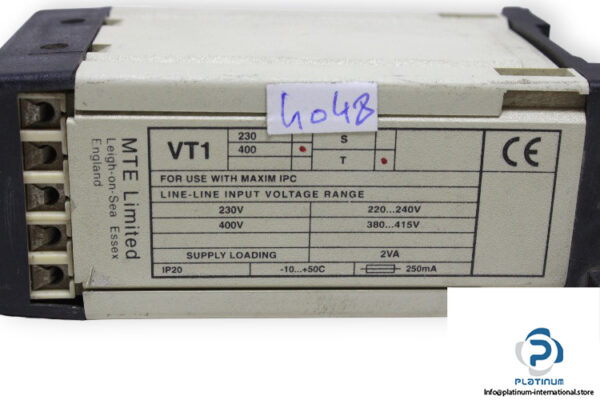 4048
MTE Limited
Leigh-on-Sea Essex
England
VT1
230
400
S
T
CE
FOR USE WITH MAXIM IPC
LINE-LINE INPUT VOLTAGE RANGE
230V 220...240V
400V 380...415V
SUPPLY LOADING 2VA
IP20 -10...+50C 250mA
PLATINUM
Info@platinum-international.store